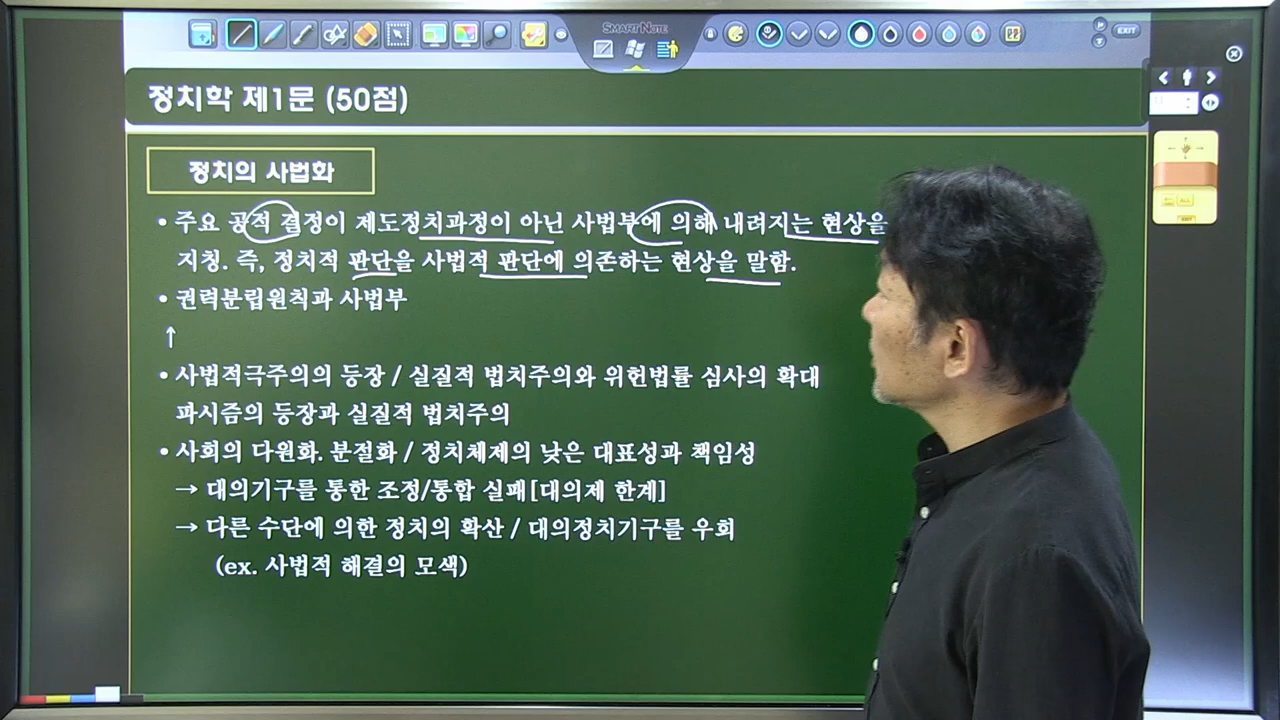 SMART NOTE
EXIT
정치학 제1문 (50점)
정치의 사법화
• 주요 공적 결정이 제도정치과정이 아닌 사법부에 의해 내려지는 현상을
지칭. 즉, 정치적 판단을 사법적 판단에 의존하는 현상을 말함.
• 권력분립원칙과 사법부
↑
• 사법적극주의의 등장 / 실질적 법치주의와 위헌법률 심사의 확대
파시즘의 등장과 실질적 법치주의
• 사회의 다원화. 분절화 / 정치체제의 낮은 대표성과 책임성
→ 대의기구를 통한 조정/통합 실패[대의제 한계]
→ 다른 수단에 의한 정치의 확산 / 대의정치기구를 우회
(ex. 사법적 해결의 모색)
ALL
EXIT